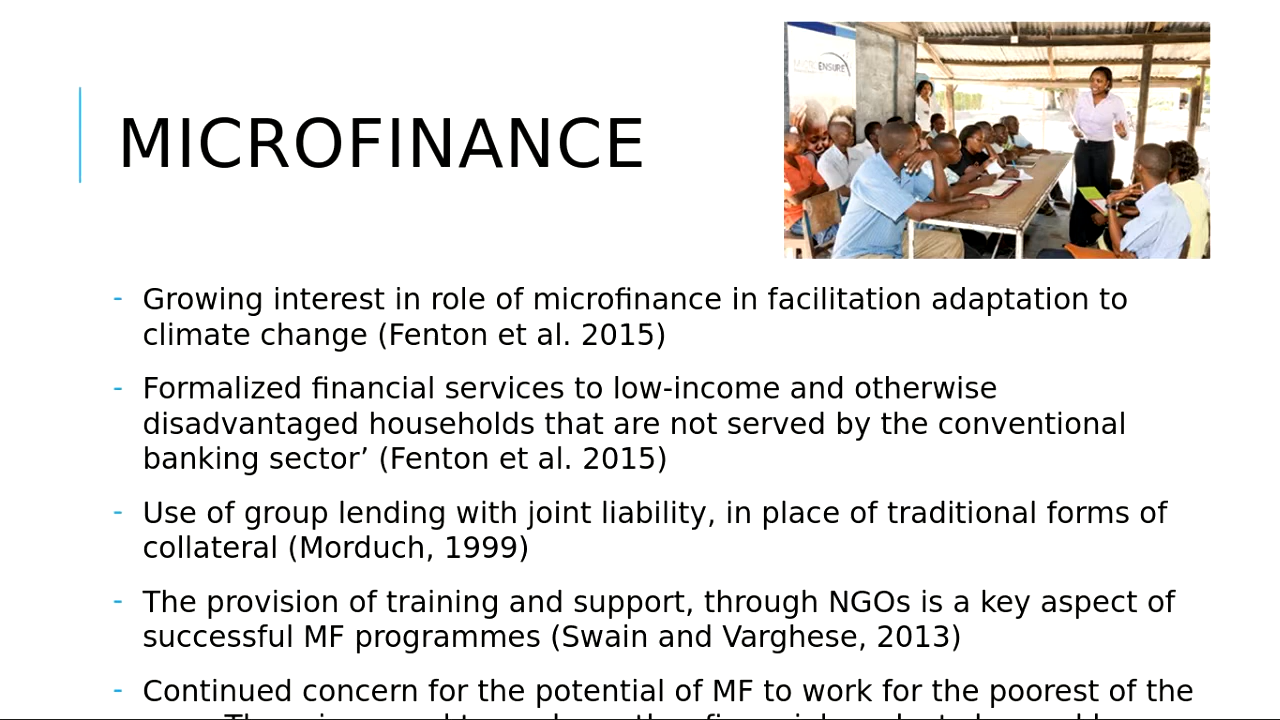 ENSURE
MICROFINANCE
- Growing interest in role of microfinance in facilitation adaptation to
climate change (Fenton et al. 2015)
- Formalized financial services to low-income and otherwise
disadvantaged households that are not served by the conventional
banking sector’ (Fenton et al. 2015)
- Use of group lending with joint liability, in place of traditional forms of
collateral (Morduch, 1999)
- The provision of training and support, through NGOs is a key aspect of
successful MF programmes (Swain and Varghese, 2013)
- Continued concern for the potential of MF to work for the poorest of the